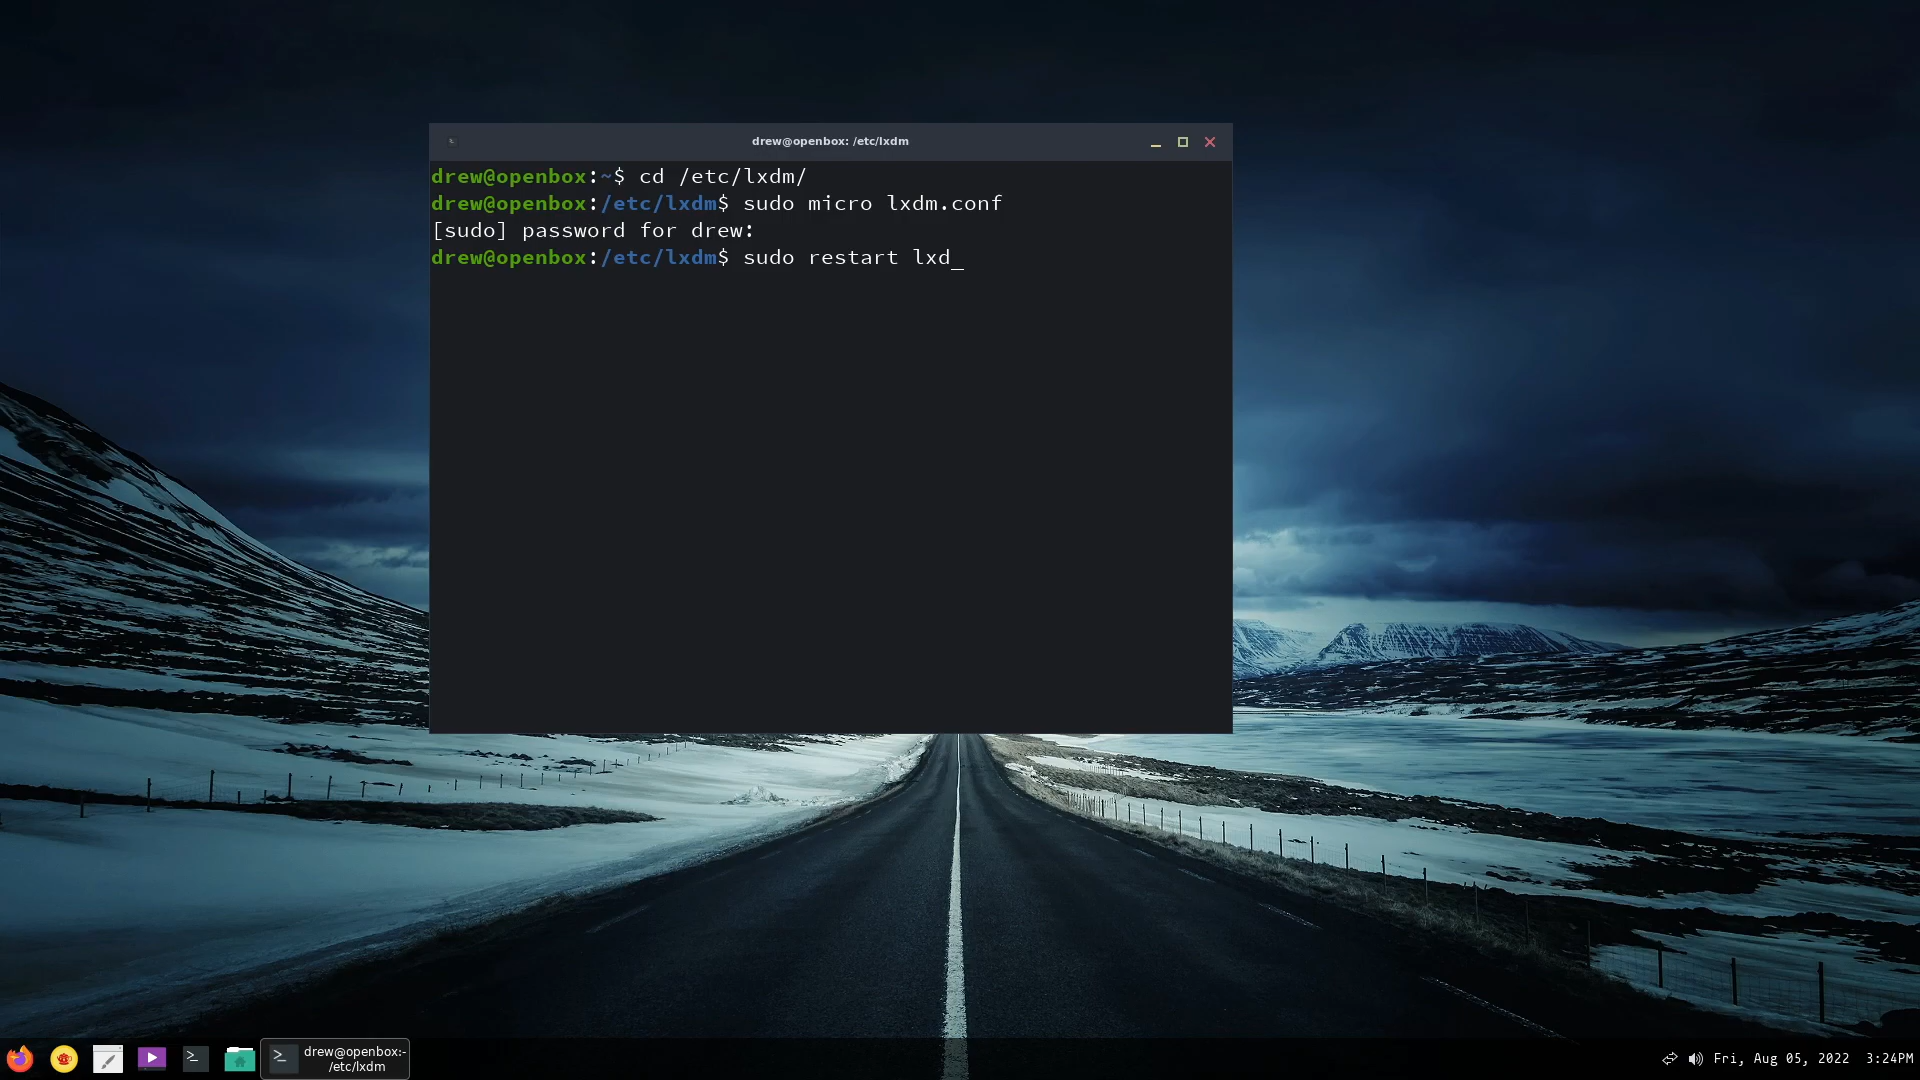 drew@openbox: /etc/lxdm
drew@openbox:~$ cd /etc/lxdm/
drew@openbox:/etc/lxdm$ sudo micro lxdm.conf
[sudo] password for drew:
drew@openbox:/etc/lxdm$ sudo restart lxd_
drew@openbox:-
/etc/lxdm
Fri, Aug 05, 2022 3:24PM